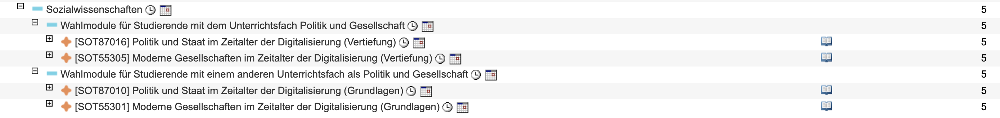 Sozialwissenschaften 5
Wahlmodule für Studierende mit dem Unterrichtsfach Politik und Gesellschaft 5
[SOT87016] Politik und Staat im Zeitalter der Digitalisierung (Vertiefung) 5
[SOT55305] Moderne Gesellschaften im Zeitalter der Digitalisierung (Vertiefung) 5
Wahlmodule für Studierende mit einem anderen Unterrichtsfach als Politik und Gesellschaft 5
[SOT87010] Politik und Staat im Zeitalter der Digitalisierung (Grundlagen) 5
[SOT55301] Moderne Gesellschaften im Zeitalter der Digitalisierung (Grundlagen) 5